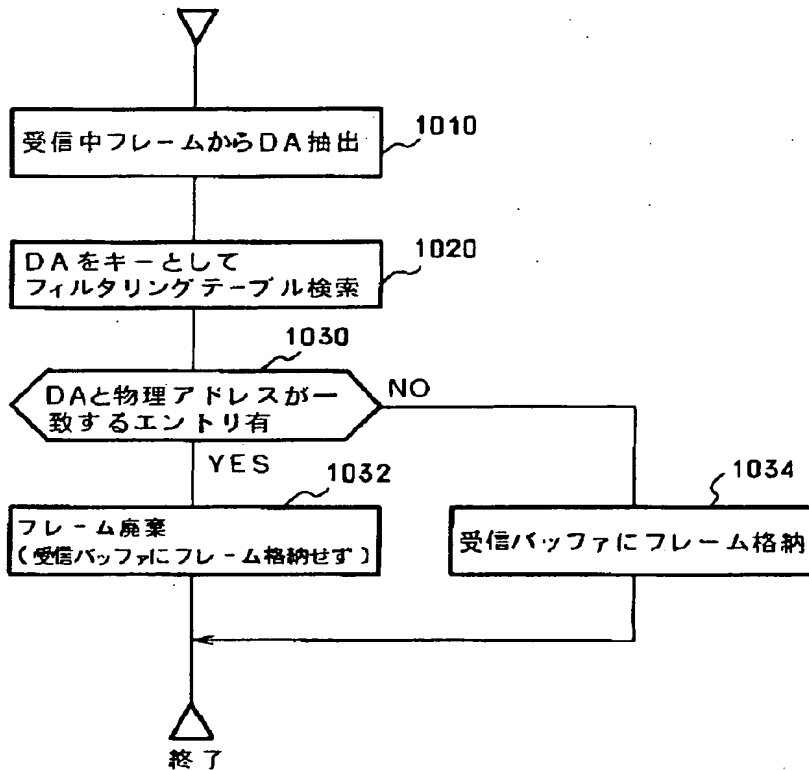 受信中フレームからDA抽出
1010
DAをキーとして
フィルタリングテーブル検索
1020
1030
DAと物理アドレスが一
致するエントリ有
NO
YES
1032
フレーム廃棄
(受信バッファにフレーム格納せず)
1034
受信バッファにフレーム格納
終了